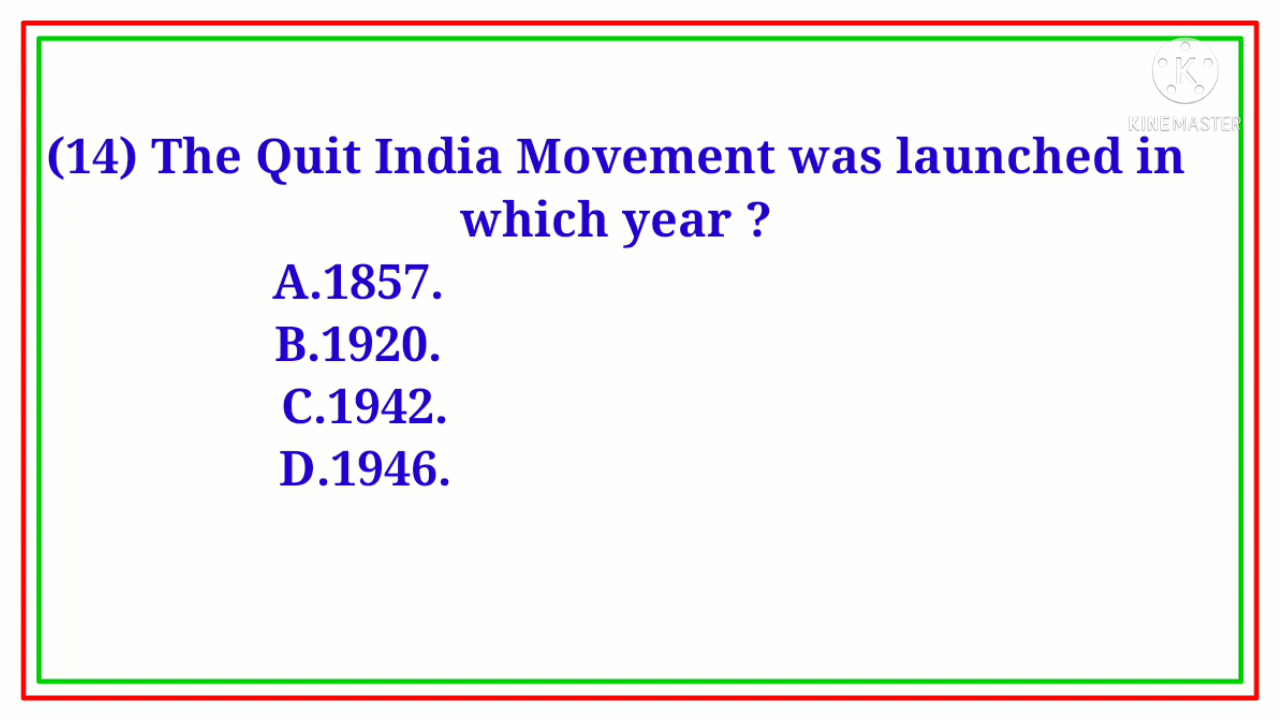 K
KINEMASTER
(14) The Quit India Movement was launched in
which year ?
A.1857.
B.1920.
C.1942.
D.1946.